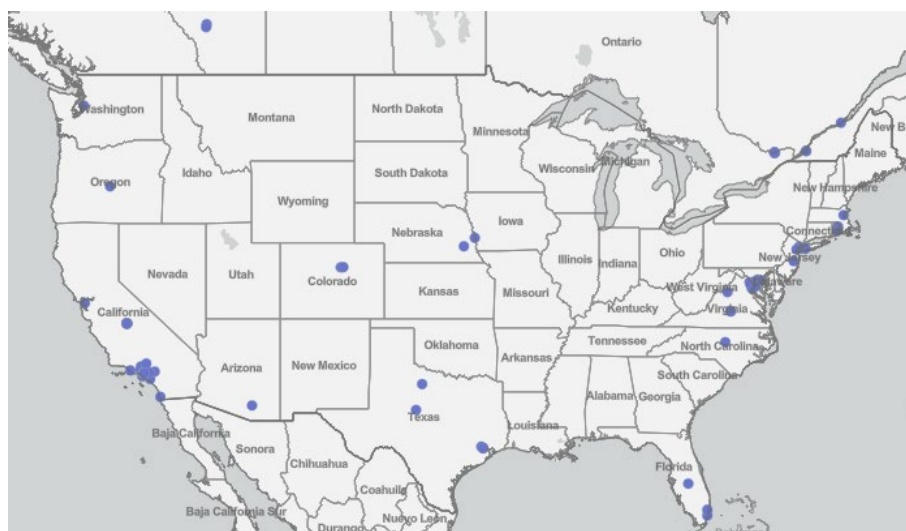 Ontario
Washington
Montana
North Dakota
Minnesota
New B
Maine
Oregon
Idaho
South Dakota
Wisconsin
Michigan
New Hampshire
Wyoming
Iowa
Connecti
Nebraska
Nevada
Utah
Colorado
Illinois
Indiana
Ohio
New Jersey
Kansas
Missouri
West Virginia
Delaware
California
Kentucky
Virginia
Oklahoma
Tennessee
North Carolina
Arizona
New Mexico
Arkansas
South Carolina
Alabama
Georgia
Texas
Louisiana
Baja California
Sonora
Chihuahua
Florida
Coahuila
Baja California Sur
Durango
Nuevo León